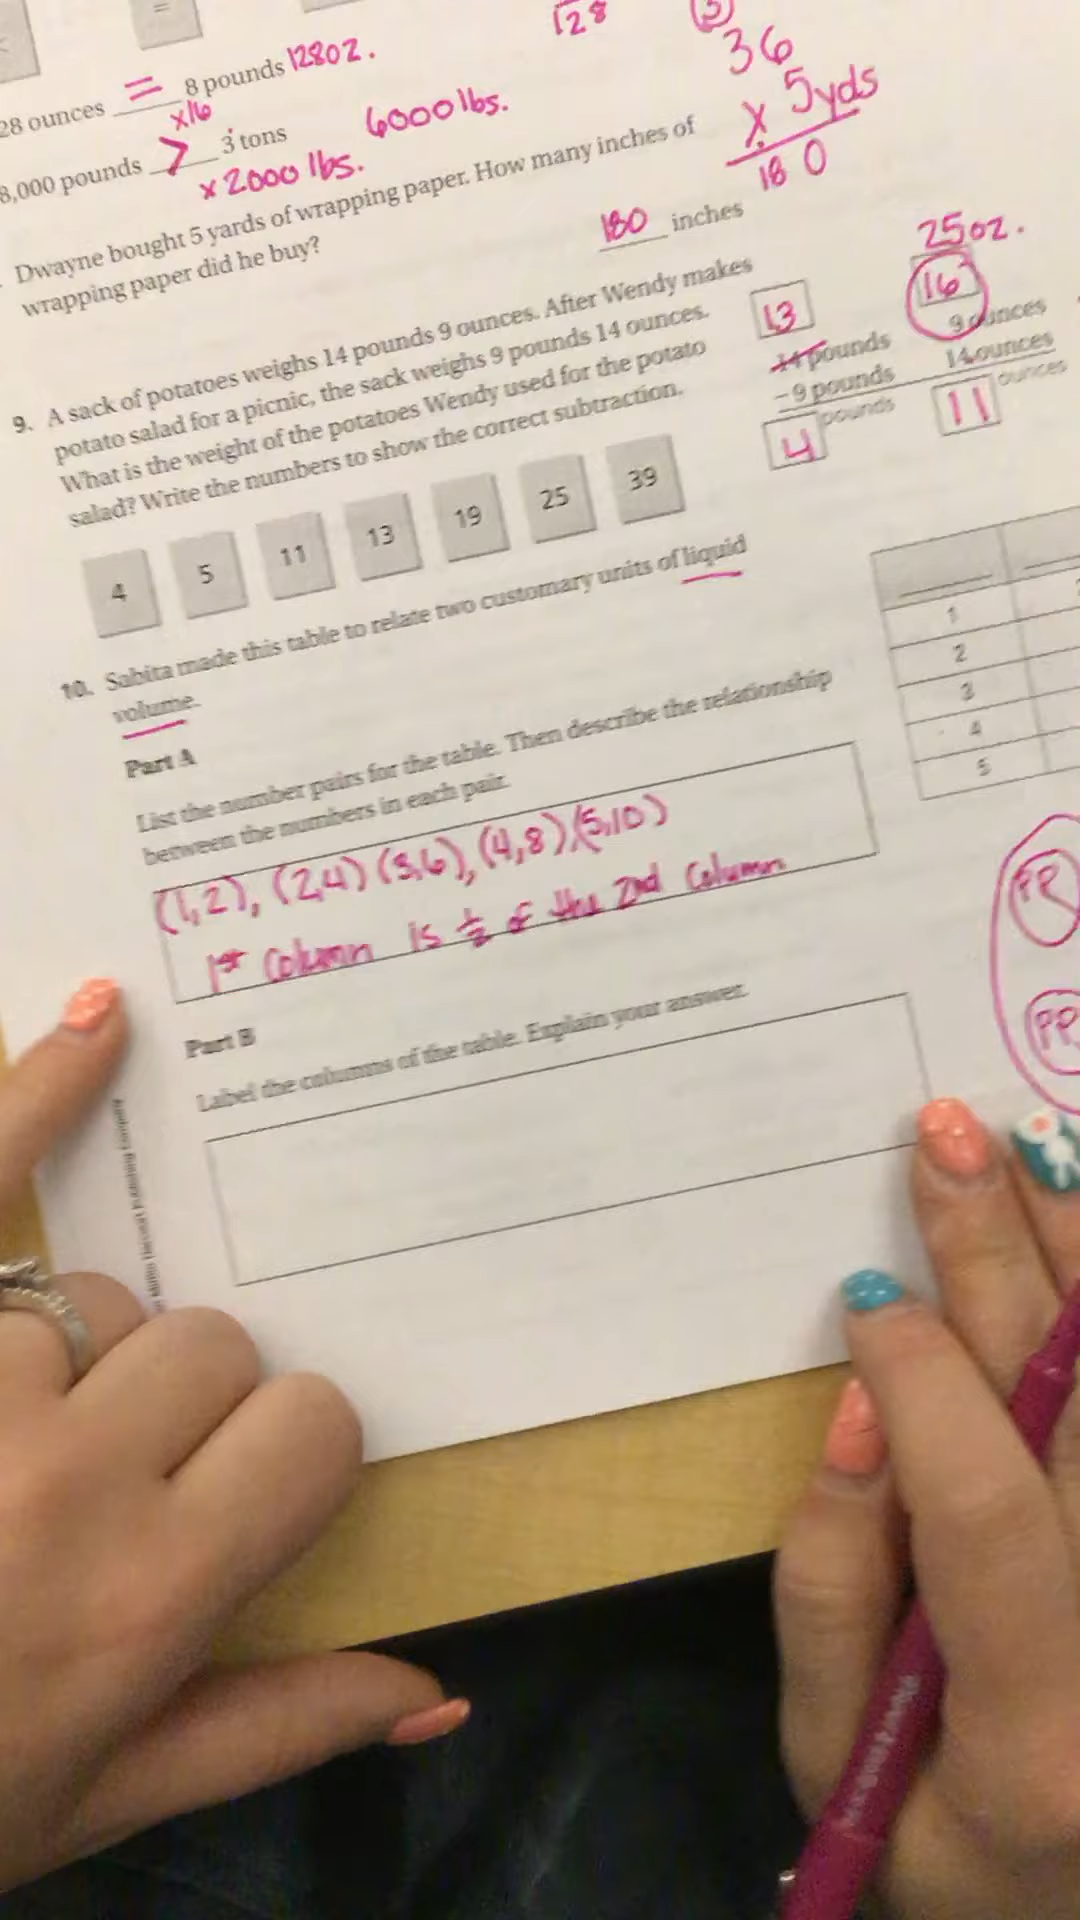 =
128
3
36
28 ounces = 8 pounds 128oz.
x16
x 5yds
180
8,000 pounds > 3 tons 6000 lbs.
x 2000 lbs.
Dwayne bought 5 yards of wrapping paper. How many inches of
wrapping paper did he buy?
180 inches
9. A sack of potatoes weighs 14 pounds 9 ounces. After Wendy makes
potato salad for a picnic, the sack weighs 9 pounds 14 ounces.
What is the weight of the potatoes Wendy used for the potato
salad? Write the numbers to show the correct subtraction.
25oz.
13 16
14 pounds 9 ounces
−9 pounds 14 ounces
4 pounds 11 ounces
4 5 11 13 19 25 39
10. Sabita made this table to relate two customary units of liquid
volume.
1
2
3
4
5
Part A
List the number pairs for the table. Then describe the relationship
between the numbers in each pair.
(1,2), (2,4) (3,6), (4,8), (5,10)
1st Column is ½ of the 2nd Column
PP
PP
Part B
Label the columns of the table. Explain your answer.